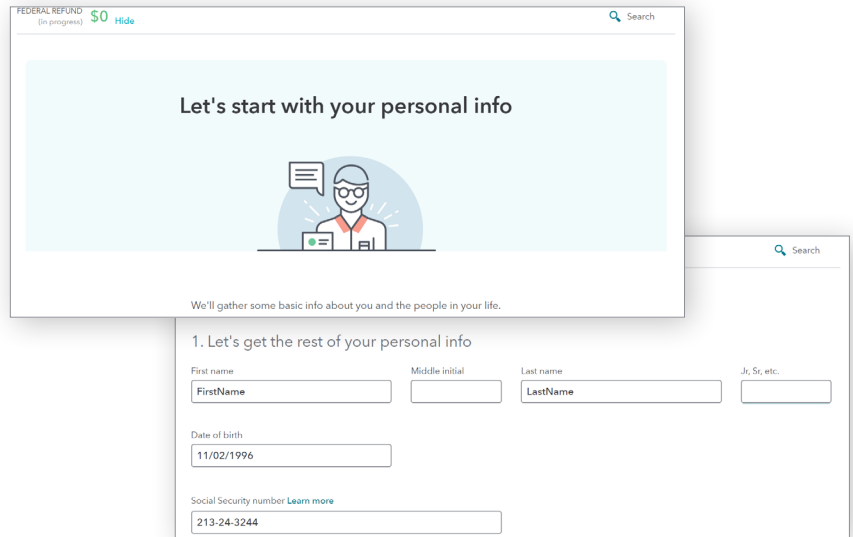 FEDERAL REFUND
(in progress)
$0 Hide
Search
Let's start with your personal info
We'll gather some basic info about you and the people in your life.
Search
1. Let's get the rest of your personal info
First name
Middle initial
Last name
Jr, Sr, etc.
FirstName
LastName
Date of birth
11/02/1996
Social Security number Learn more
213-24-3244